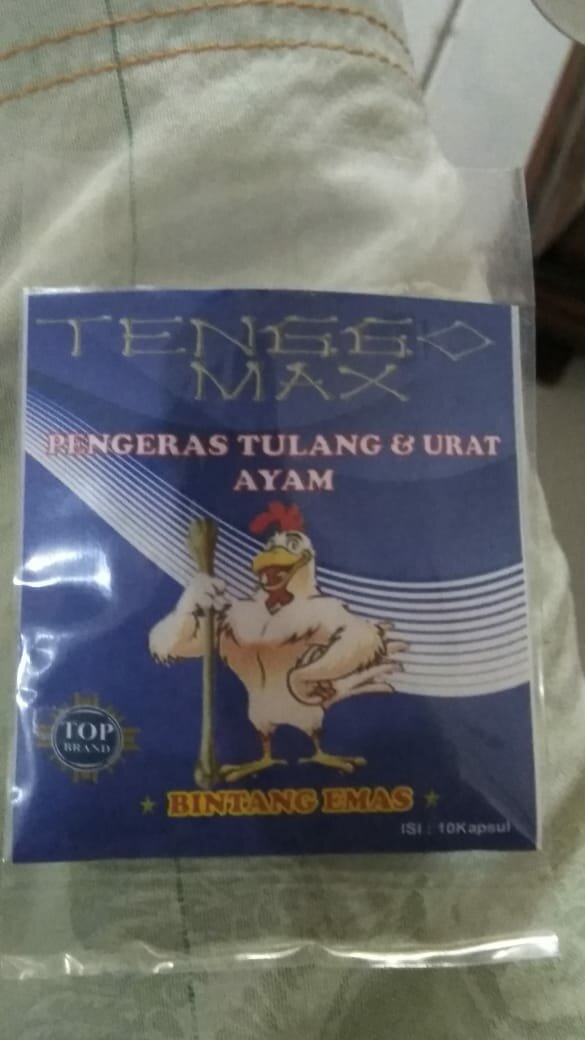 TENGGO
MAX
PENGERAS TULANG & URAT
AYAM
TOP
BRAND
BINTANG EMAS
ISI : 10Kapsul